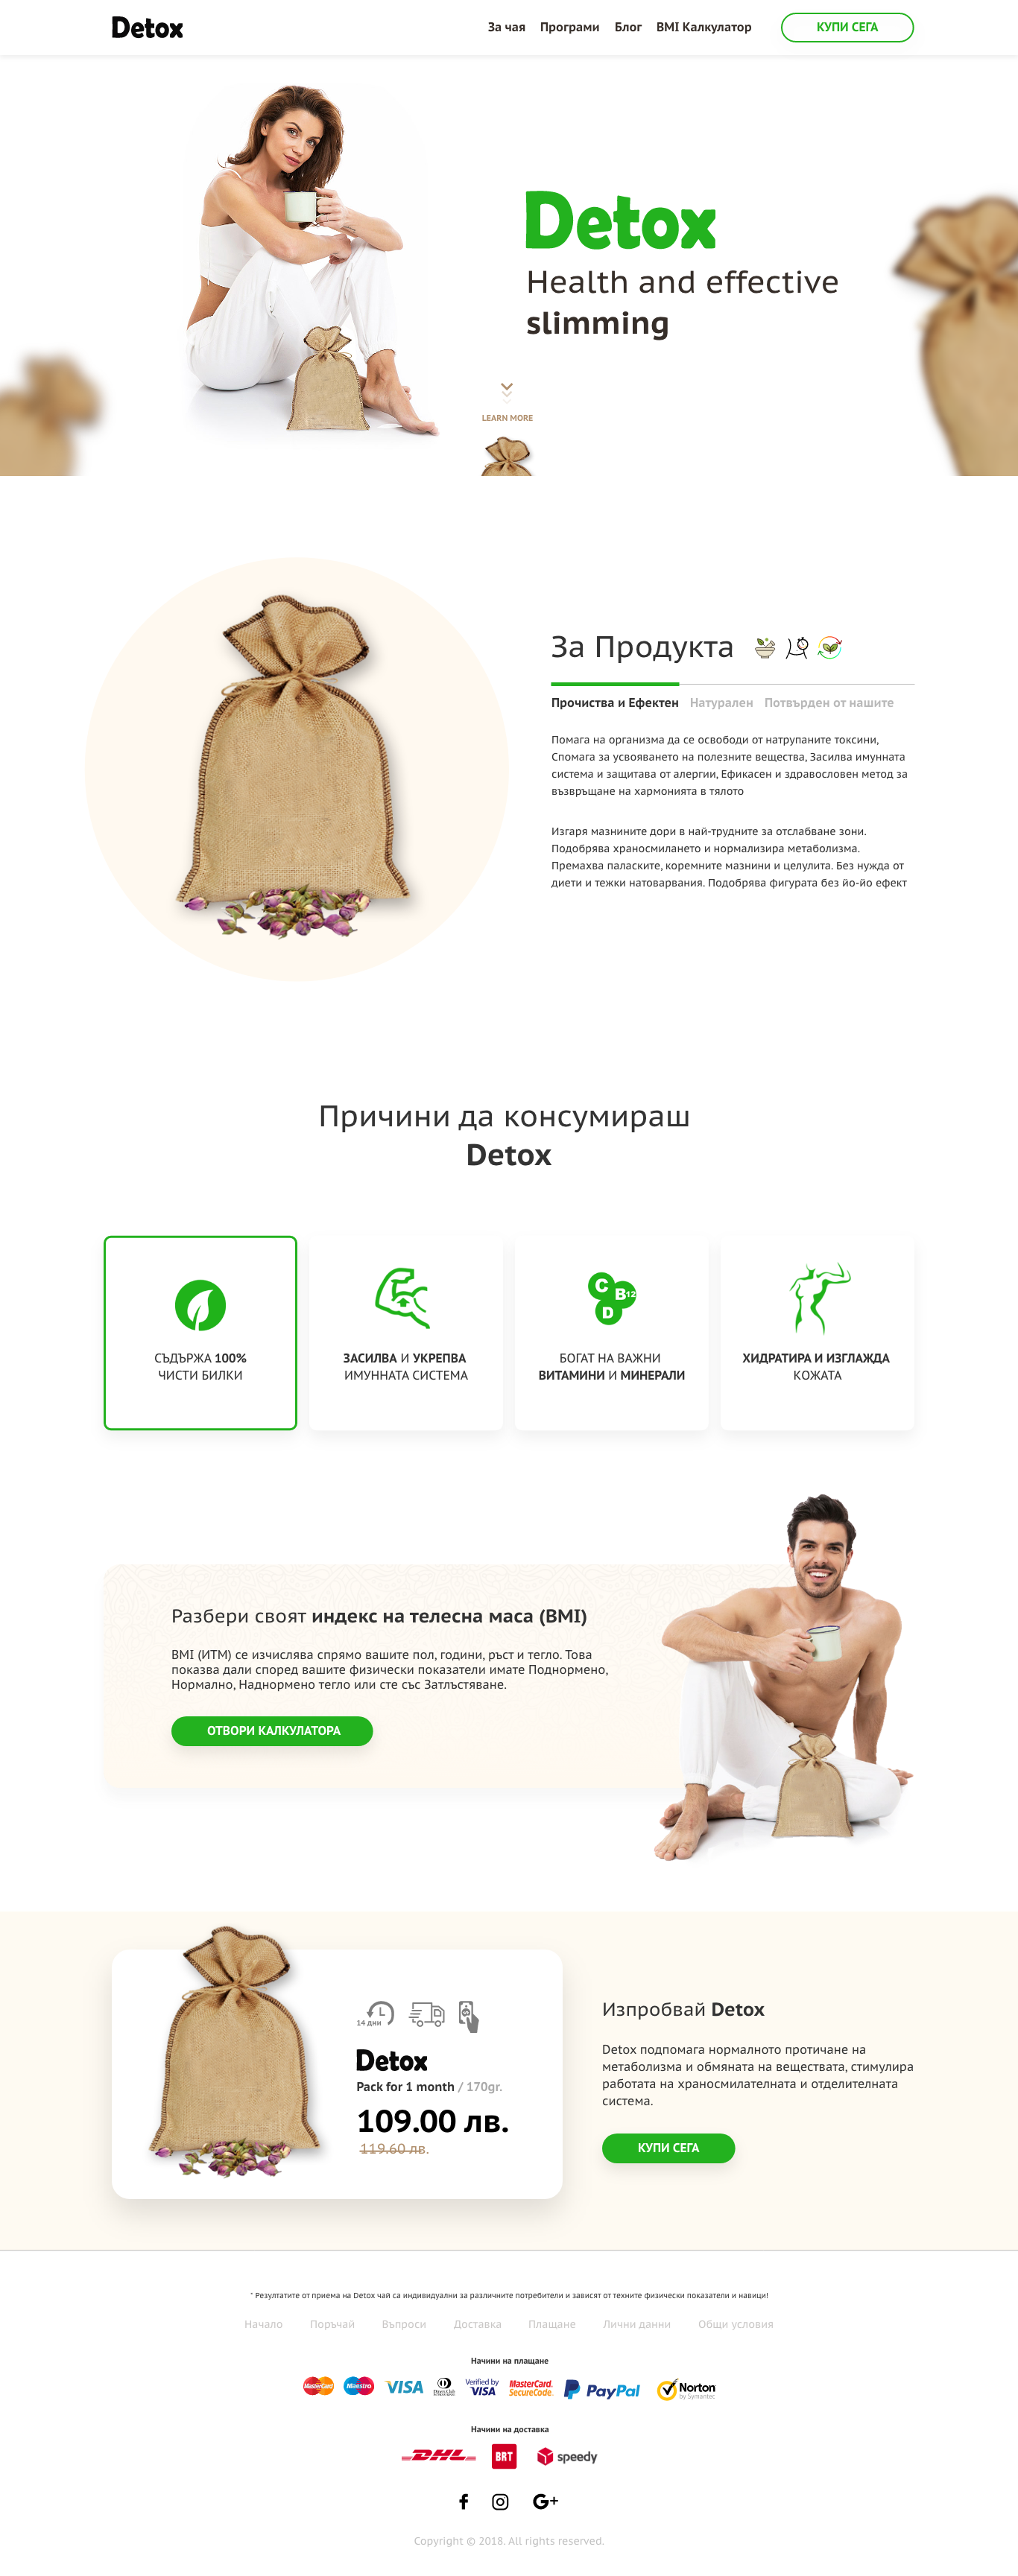 Detox
За чая Програми Блог BMI Калкулатор КУПИ СЕГА
Detox
Health and effective
slimming
LEARN MORE
За Продукта
Прочиства и Ефектен Натурален Потвърден от нашите
Помага на организма да се освободи от натрупаните токсини,
Спомага за усвояването на полезните вещества, Засилва имунната
система и защитава от алергии, Ефикасен и здравословен метод за
възвръщане на хармонията в тялото
Изгаря мазнините дори в най-трудните за отслабване зони.
Подобрява храносмилането и нормализира метаболизма.
Премахва паласките, коремните мазнини и целулита. Без нужда от
диети и тежки натоварвания. Подобрява фигурата без йо-йо ефект
Причини да консумираш
Detox
СЪДЪРЖА 100%
ЧИСТИ БИЛКИ
ЗАСИЛВА И УКРЕПВА
ИМУННАТА СИСТЕМА
C
B12
D
БОГАТ НА ВАЖНИ
ВИТАМИНИ И МИНЕРАЛИ
ХИДРАТИРА И ИЗГЛАЖДА
КОЖАТА
Разбери своят индекс на телесна маса (BMI)
BMI (ИТМ) се изчислява спрямо вашите пол, години, ръст и тегло. Това
показва дали според вашите физически показатели имате Поднормено,
Нормално, Наднормено тегло или сте със Затлъстяване.
ОТВОРИ КАЛКУЛАТОРА
14 дни
Detox
Pack for 1 month / 170gr.
109.00 лв.
119.60 лв.
Изпробвай Detox
Detox подпомага нормалното протичане на
метаболизма и обмяната на веществата, стимулира
работата на храносмилателната и отделителната
система.
КУПИ СЕГА
* Резултатите от приема на Detox чай са индивидуални за различните потребители и зависят от техните физически показатели и навици!
Начало Поръчай Въпроси Доставка Плащане Лични данни Общи условия
Начини на плащане
MasterCard Maestro VISA Diners Club Verified by VISA MasterCard. SecureCode. PayPal Norton by Symantec
Начини на доставка
DHL BRT speedy
f G+
Copyright © 2018. All rights reserved.